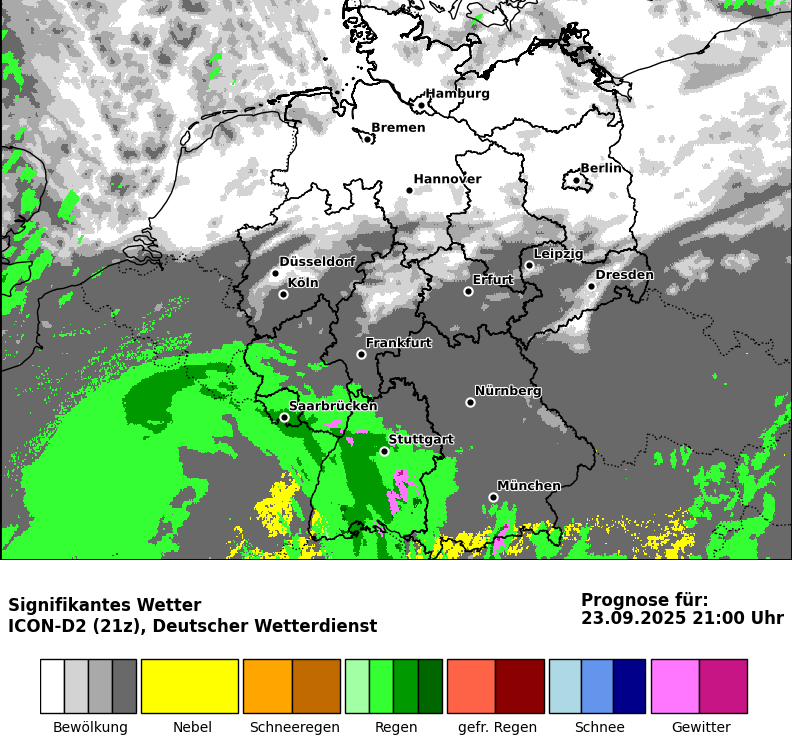 Hamburg
Bremen
Berlin
Hannover
Leipzig
Düsseldorf
Dresden
Köln
Erfurt
Frankfurt
Nürnberg
Saarbrücken
Stuttgart
München
Signifikantes Wetter
ICON-D2 (21z), Deutscher Wetterdienst
Prognose für:
23.09.2025 21:00 Uhr
Bewölkung Nebel Schneeregen Regen gefr. Regen Schnee Gewitter